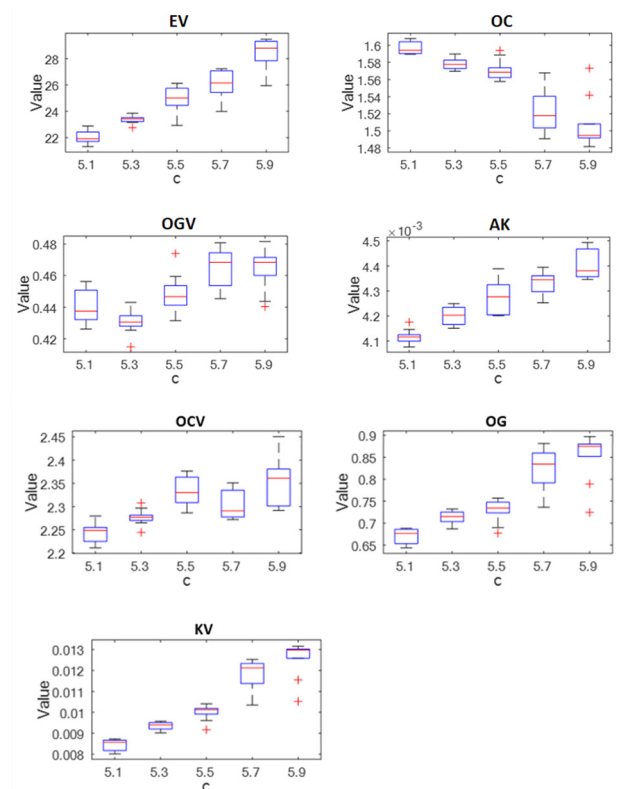 EV
28
26
24
22
Value
5.1 5.3 5.5 5.7 5.9
c
OC
1.6
1.58
1.56
1.54
1.52
1.5
1.48
Value
5.1 5.3 5.5 5.7 5.9
c
OGV
0.48
0.46
0.44
0.42
Value
5.1 5.3 5.5 5.7 5.9
c
AK
×10⁻³
4.5
4.4
4.3
4.2
4.1
Value
5.1 5.3 5.5 5.7 5.9
c
OCV
2.45
2.4
2.35
2.3
2.25
2.2
Value
5.1 5.3 5.5 5.7 5.9
c
OG
0.9
0.85
0.8
0.75
0.7
0.65
Value
5.1 5.3 5.5 5.7 5.9
c
KV
0.013
0.012
0.011
0.01
0.009
0.008
Value
5.1 5.3 5.5 5.7 5.9
c